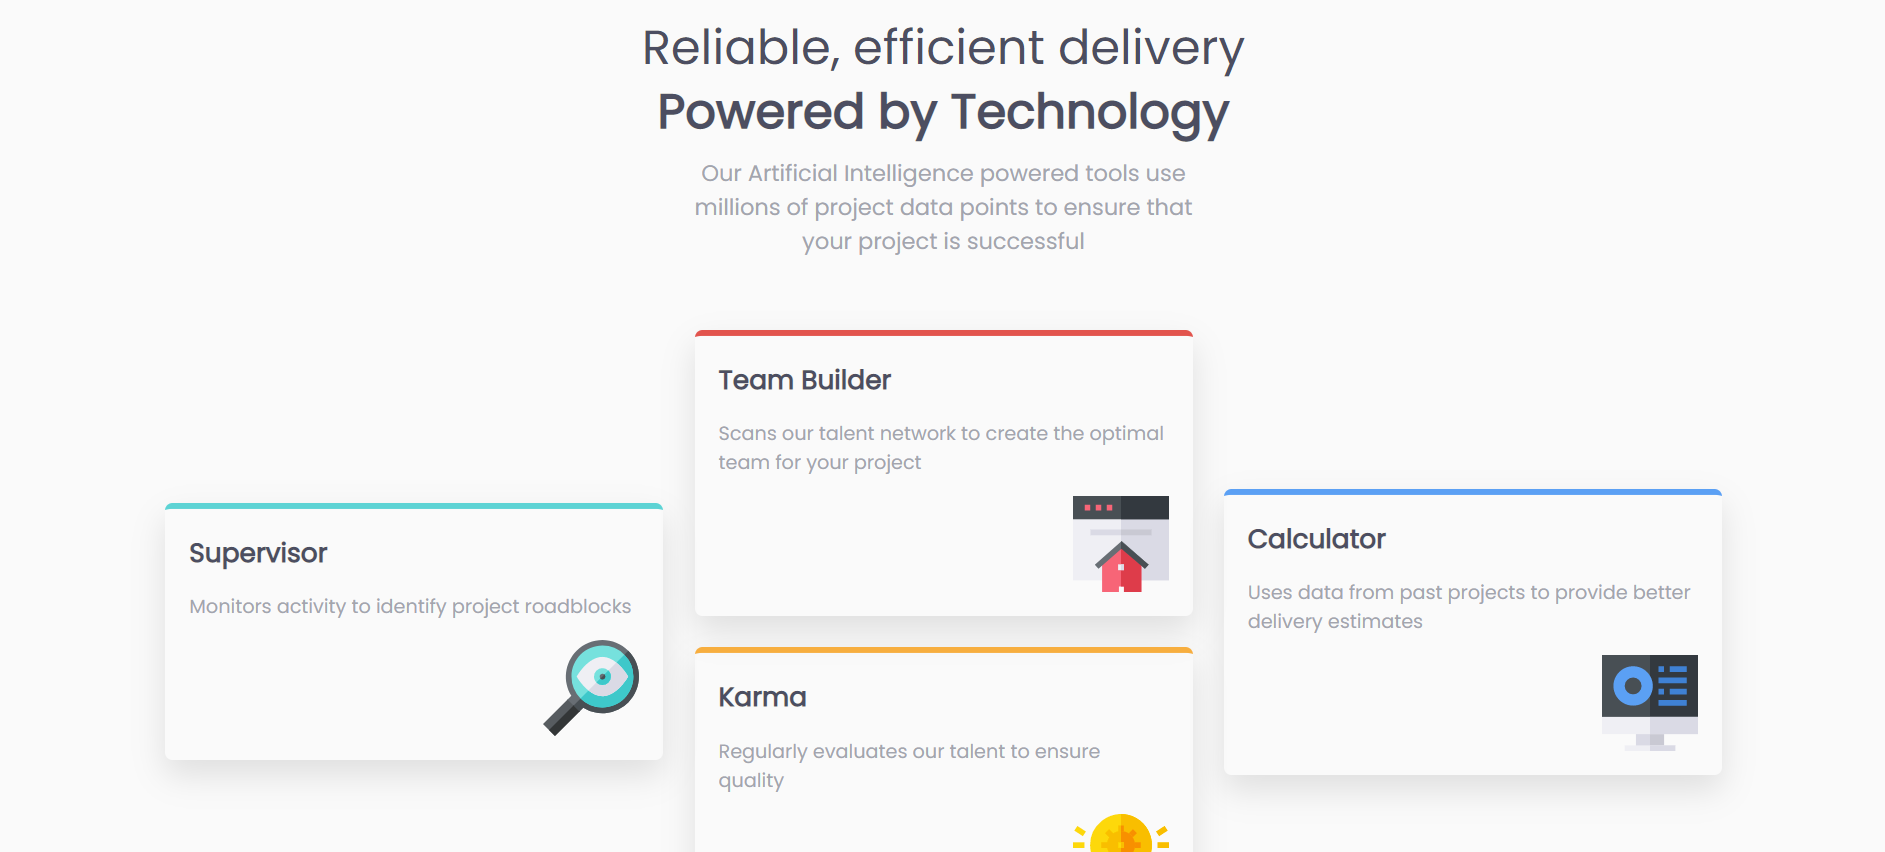 Reliable, efficient delivery
Powered by Technology
Our Artificial Intelligence powered tools use
millions of project data points to ensure that
your project is successful
Supervisor
Monitors activity to identify project roadblocks
Team Builder
Scans our talent network to create the optimal
team for your project
Karma
Regularly evaluates our talent to ensure
quality
Calculator
Uses data from past projects to provide better
delivery estimates